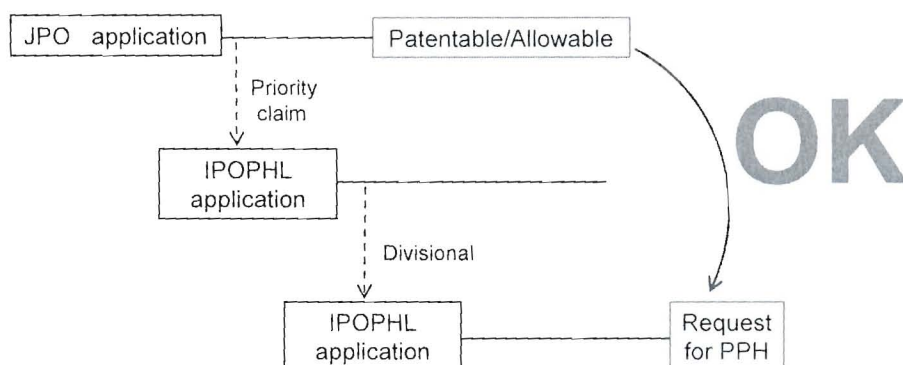 JPO application
Patentable/Allowable
Priority
claim
OK
IPOPHL
application
Divisional
IPOPHL
application
Request
for PPH